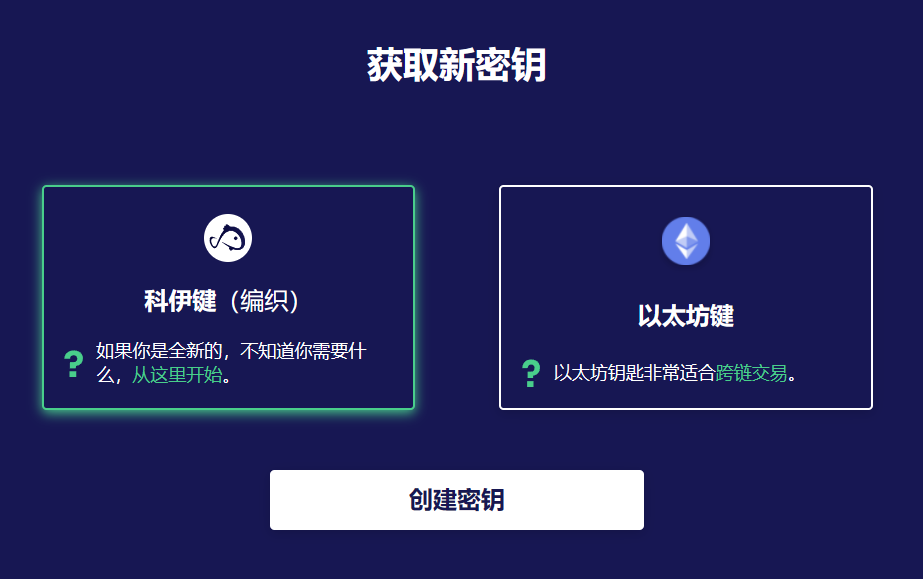 获取新密钥
科伊键（编织）
? 如果你是全新的，不知道你需要什
么，从这里开始。
以太坊键
? 以太坊钥匙非常适合跨链交易。
创建密钥